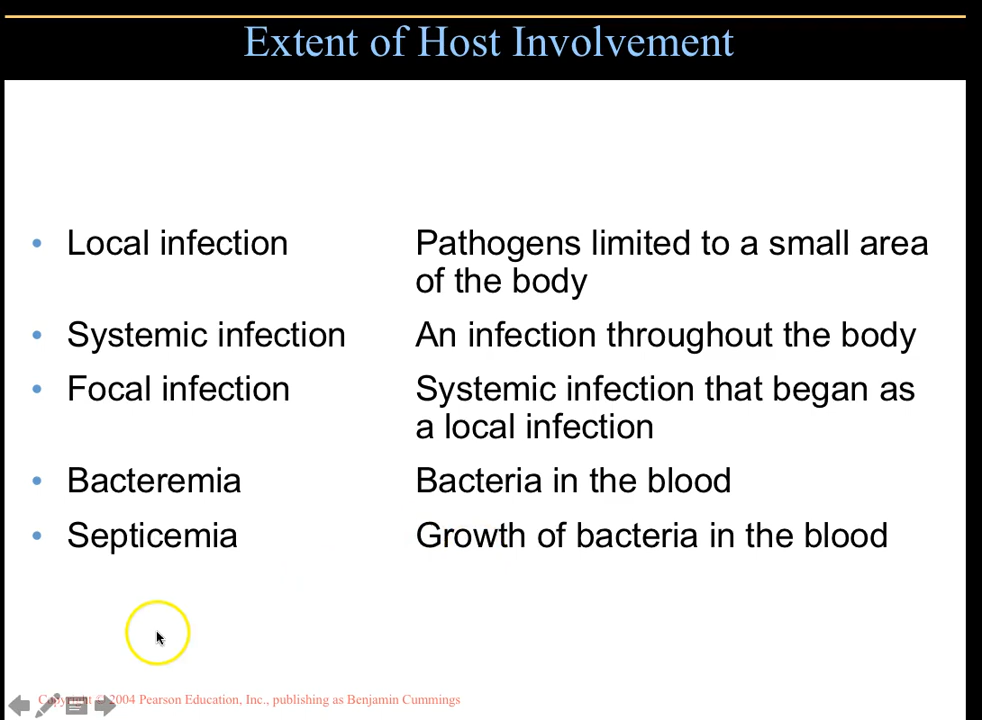 Extent of Host Involvement
• Local infection Pathogens limited to a small area
of the body
• Systemic infection An infection throughout the body
• Focal infection Systemic infection that began as
a local infection
• Bacteremia Bacteria in the blood
• Septicemia Growth of bacteria in the blood
Copyright © 2004 Pearson Education, Inc., publishing as Benjamin Cummings